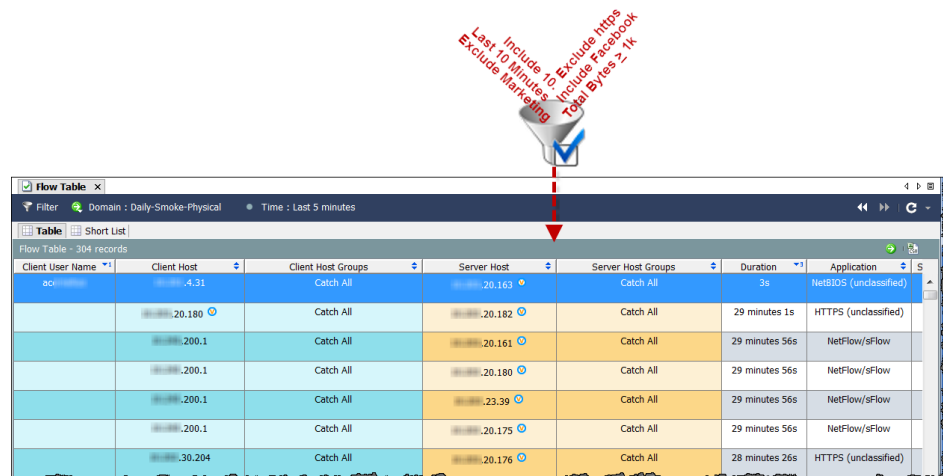 Exclude Marketing
Last 10 Minutes
Include 10.
Exclude https
Include Facebook
Total Bytes ≥ 1k
Flow Table
Filter Domain : Daily-Smoke-Physical Time : Last 5 minutes
Table Short List
Flow Table - 304 records
Client User Name 1 Client Host Client Host Groups Server Host Server Host Groups Duration 3 Application S
.4.31 Catch All .20.163 Catch All 3s NetBIOS (unclassified)
.20.180 Catch All .20.182 Catch All 29 minutes 1s HTTPS (unclassified)
.200.1 Catch All .20.161 Catch All 29 minutes 56s NetFlow/sFlow
.200.1 Catch All .20.180 Catch All 29 minutes 56s NetFlow/sFlow
.200.1 Catch All .23.39 Catch All 29 minutes 56s NetFlow/sFlow
.200.1 Catch All .20.175 Catch All 29 minutes 56s NetFlow/sFlow
.30.204 Catch All .20.176 Catch All 28 minutes 26s HTTPS (unclassified)